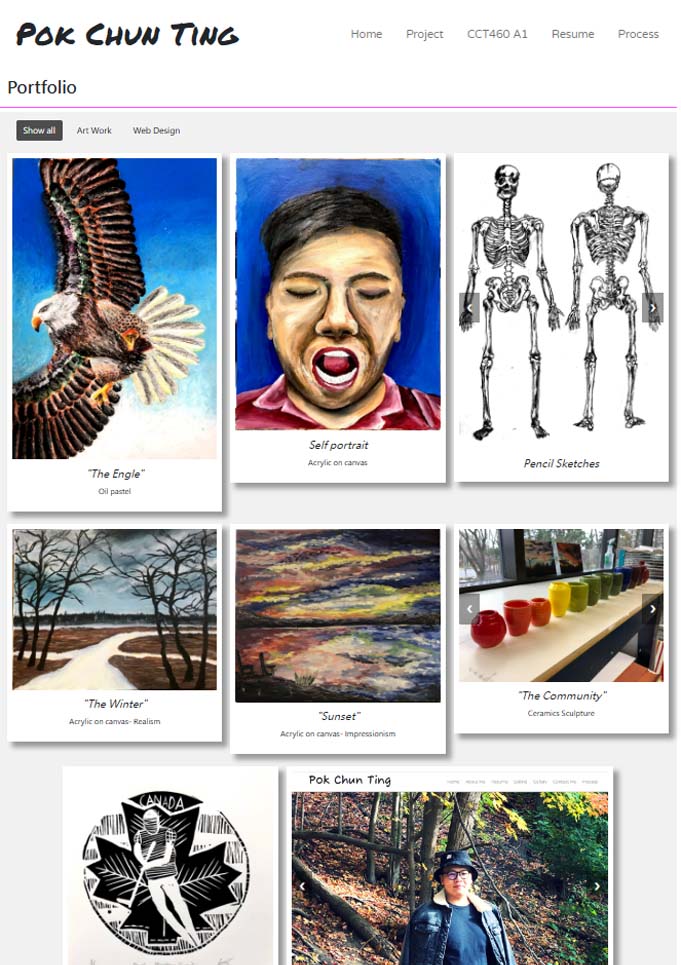 Pok Chun Ting
Home Project CCT460 A1 Resume Process
Portfolio
Show all Art Work Web Design
"The Engle"
Oil pastel
Self portrait
Acrylic on canvas
Pencil Sketches
"The Winter"
Acrylic on canvas- Realism
"Sunset"
Acrylic on canvas- Impressionism
"The Community"
Ceramics Sculpture
CANADA
Pok Chun Ting
Home About Me Resume Contact Me Process